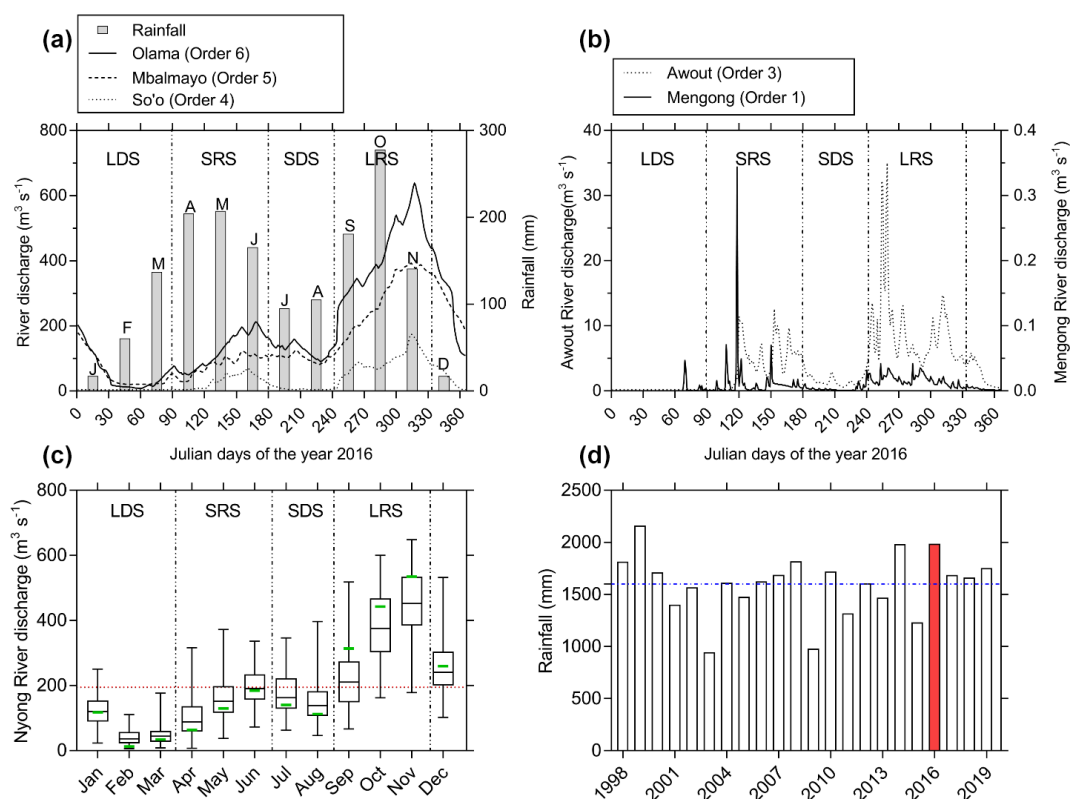 (a)
Rainfall
Olama (Order 6)
Mbalmayo (Order 5)
So'o (Order 4)
800
600
400
200
0
River discharge (m³ s⁻¹)
300
200
100
0
Rainfall (mm)
LDS
SRS
SDS
LRS
J
F
M
A
M
J
J
A
S
O
N
D
0
30
60
90
120
150
180
210
240
270
300
330
365
Julian days of the year 2016
(b)
Awout (Order 3)
Mengong (Order 1)
40
30
20
10
0
Awout River discharge(m³ s⁻¹)
0.4
0.3
0.2
0.1
0.0
Mengong River discharge (m³ s⁻¹)
LDS
SRS
SDS
LRS
0
30
60
90
120
150
180
210
240
270
300
330
365
Julian days of the year 2016
(c)
800
600
400
200
0
Nyong River discharge (m³ s⁻¹)
LDS
SRS
SDS
LRS
Jan
Feb
Mar
Apr
May
Jun
Jul
Aug
Sep
Oct
Nov
Dec
(d)
2500
2000
1500
1000
500
0
Rainfall (mm)
1998
2001
2004
2007
2010
2013
2016
2019